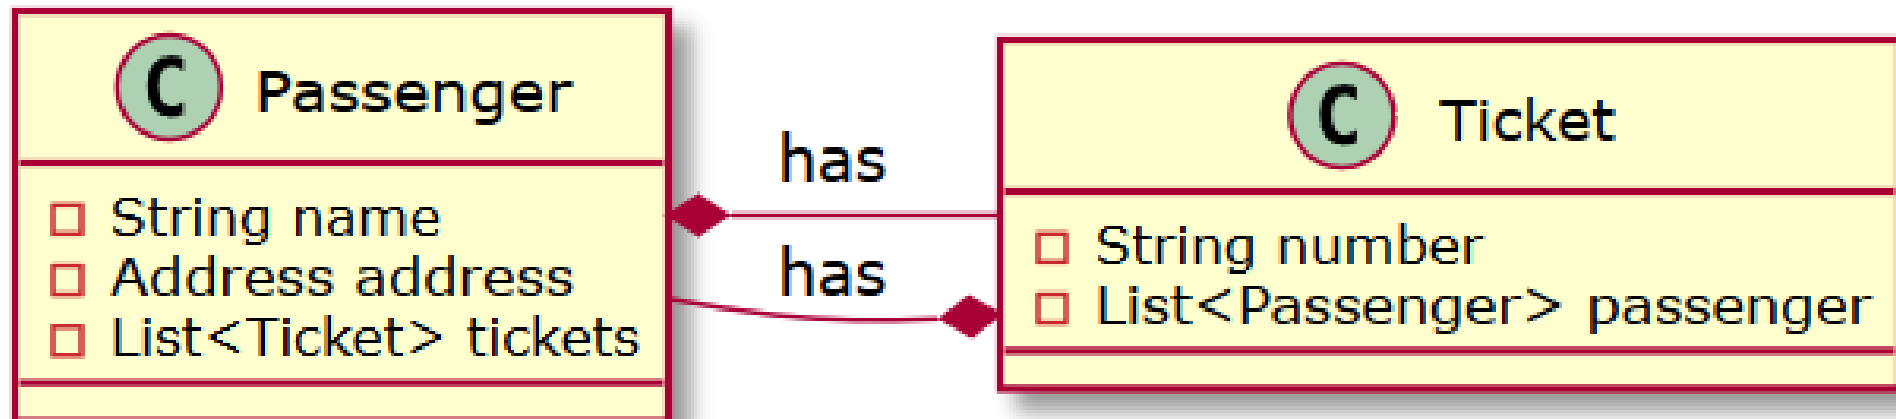 C Passenger
String name
Address address
List<Ticket> tickets
has
has
C Ticket
String number
List<Passenger> passenger